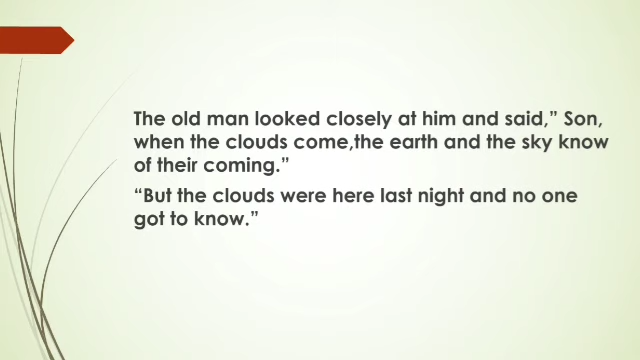 The old man looked closely at him and said,” Son,
when the clouds come,the earth and the sky know
of their coming.”
“But the clouds were here last night and no one
got to know.”